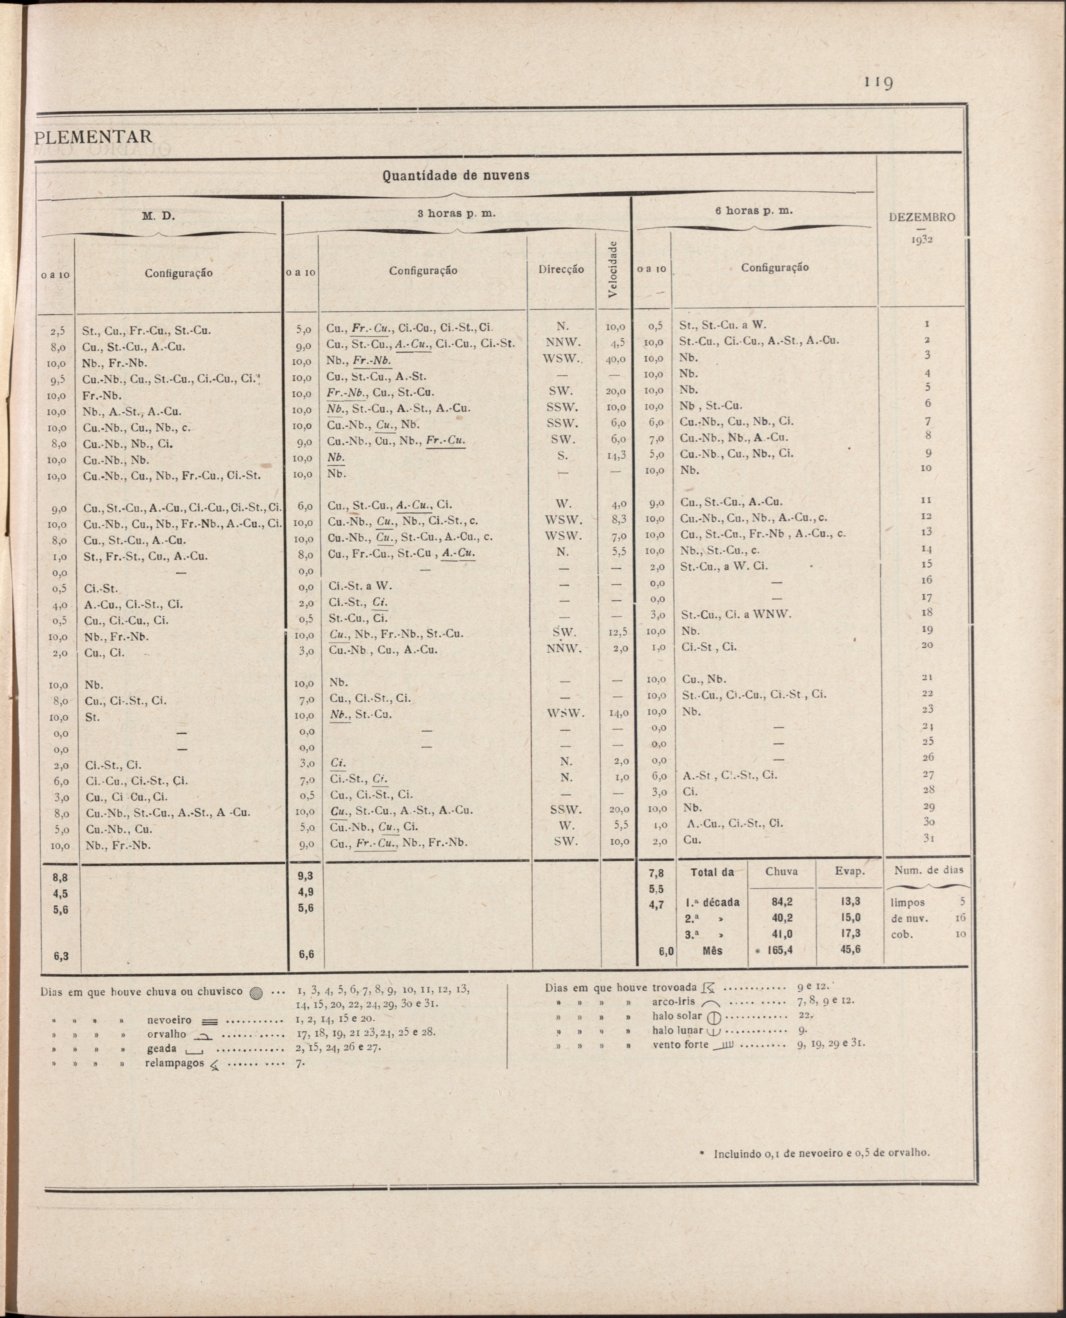 119
PLEMENTAR
Quantidade de nuvens
M. D. 3 horas p. m. 6 horas p. m. DEZEMBRO
1932
0 a 10 Configuração 0 a 10 Configuração Direcção Velocidade 0 a 10 Configuração
2,5 St., Cu., Fr.-Cu., St.-Cu. 5,0 Cu., Fr.-Cu., Ci.-Cu., Ci.-St., Ci. N. 10,0 0,5 St., St.-Cu. a W. 1
8,0 Cu., St.-Cu., A.-Cu. 9,0 Cu., St.-Cu., A.-Cu., Ci.-Cu., Ci.-St. NNW. 4,5 10,0 St.-Cu., Ci.-Cu., A.-St., A.-Cu. 2
10,0 Nb., Fr.-Nb. 10,0 Nb., Fr.-Nb. WSW. 40,0 10,0 Nb. 3
9,5 Cu.-Nb., Cu., St.-Cu., Ci.-Cu., Ci. 10,0 Cu., St.-Cu., A.-St. — — 10,0 Nb. 4
10,0 Fr.-Nb. 10,0 Fr.-Nb., Cu., St.-Cu. SW. 20,0 10,0 Nb. 5
10,0 Nb., A.-St., A.-Cu. 10,0 Nb., St.-Cu., A.-St., A.-Cu. SSW. 10,0 10,0 Nb , St.-Cu. 6
10,0 Cu.-Nb., Cu., Nb., c. 10,0 Cu.-Nb., Cu., Nb. SSW. 6,0 6,0 Cu.-Nb., Cu., Nb., Ci. 7
8,0 Cu.-Nb., Nb., Ci. 9,0 Cu.-Nb., Cu., Nb., Fr.-Cu. SW. 6,0 7,0 Cu.-Nb., Nb., A.-Cu. 8
10,0 Cu.-Nb., Nb. 10,0 Nb. S. 14,3 5,0 Cu.-Nb., Cu., Nb., Ci. 9
10,0 Cu.-Nb., Cu., Nb., Fr.-Cu., Ci.-St. 10,0 Nb. — — 10,0 Nb. 10
9,0 Cu., St.-Cu., A.-Cu., Ci.-Cu., Ci.-St., Ci. 6,0 Cu., St.-Cu., A.-Cu., Ci. W. 4,0 9,0 Cu., St.-Cu., A.-Cu. 11
10,0 Cu.-Nb., Cu., Nb., Fr.-Nb., A.-Cu., Ci. 10,0 Cu.-Nb., Cu., Nb., Ci.-St., c. WSW. 8,3 10,0 Cu.-Nb., Cu., Nb., A.-Cu., c. 12
8,0 Cu., St.-Cu., A.-Cu. 10,0 Cu.-Nb., Cu., St.-Cu., A.-Cu., c. WSW. 7,0 10,0 Cu., St.-Cu., Fr.-Nb , A.-Cu., c. 13
1,0 St., Fr.-St., Cu., A.-Cu. 8,0 Cu., Fr.-Cu., St.-Cu , A.-Cu. N. 5,5 10,0 Nb., St.-Cu., c. 14
0,0 — 0,0 — — — 2,0 St.-Cu., a W. Ci. 15
0,5 Ci.-St. 0,0 Ci.-St. a W. — — 0,0 — 16
4,0 A.-Cu., Ci.-St., Ci. 2,0 Ci.-St., Ci. — — 0,0 — 17
0,5 Cu., Ci.-Cu., Ci. 0,5 St.-Cu., Ci. — — 3,0 St.-Cu., Ci. a WNW. 18
10,0 Nb., Fr.-Nb. 10,0 Cu., Nb., Fr.-Nb., St.-Cu. SW. 12,5 10,0 Nb. 19
2,0 Cu., Ci. 3,0 Cu.-Nb , Cu., A.-Cu. NNW. 2,0 1,0 Ci.-St , Ci. 20
10,0 Nb. 10,0 Nb. — — 10,0 Cu., Nb. 21
8,0 Cu., Ci.-St., Ci. 7,0 Cu., Ci.-St., Ci. — — 10,0 St.-Cu., Ci.-Cu., Ci.-St , Ci. 22
10,0 St. 10,0 Nb., St.-Cu. WSW. 14,0 10,0 Nb. 23
0,0 — 0,0 — — — 0,0 — 24
0,0 — 0,0 — — — 0,0 — 25
2,0 Ci.-St., Ci. 3,0 Ci. N. 2,0 0,0 — 26
6,0 Ci.-Cu., Ci.-St., Ci. 7,0 Ci.-St., Ci. N. 1,0 6,0 A.-St , Ci.-St., Ci. 27
3,0 Cu., Ci Cu., Ci. 0,5 Cu., Ci.-St., Ci. — — 3,0 Ci. 28
8,0 Cu.-Nb., St.-Cu., A.-St., A -Cu. 10,0 Cu., St.-Cu., A.-St., A.-Cu. SSW. 20,0 10,0 Nb. 29
5,0 Cu.-Nb., Cu. 5,0 Cu.-Nb., Cu., Ci. W. 5,5 1,0 A.-Cu., Ci.-St., Ci. 30
10,0 Nb., Fr.-Nb. 9,0 Cu., Fr.-Cu., Nb., Fr.-Nb. SW. 10,0 2,0 Cu. 31
8,8 9,3 7,8 Total da Chuva Evap. Num. de dias
4,5 4,9 5,5
5,6 5,6 4,7 1.ª década 84,2 13,3 limpos 5
2.ª » 40,2 15,0 de nuv. 16
3.ª » 41,0 17,3 cob. 10
6,3 6,6 6,0 Mês * 165,4 45,6
Dias em que houve chuva ou chuvisco ... 1, 3, 4, 5, 6, 7, 8, 9, 10, 11, 12, 13,
14, 15, 20, 22, 24, 29, 30 e 31.
» » » » nevoeiro ........... 1, 2, 14, 15 e 20.
» » » » orvalho ........... 17, 18, 19, 21 23, 24, 25 e 28.
» » » » geada ............. 2, 15, 24, 26 e 27.
» » » » relampagos ...... .... 7.
Dias em que houve trovoada ............ 9 e 12.
» » » » arco-iris ........... 7, 8, 9 e 12.
» » » » halo solar ............ 22.
» » » » halo lunar ............ 9.
» » » » vento forte ......... 9, 19, 29 e 31.
* Incluindo 0,1 de nevoeiro e 0,5 de orvalho.